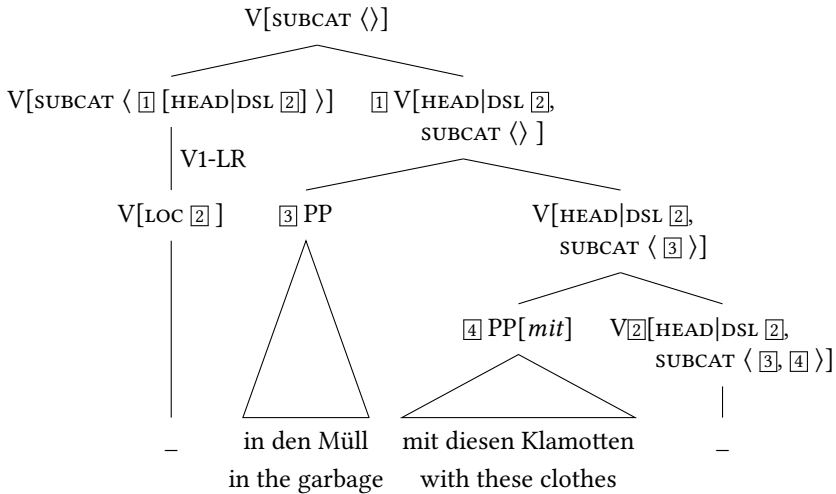 V[SUBCAT ⟨⟩]
V[SUBCAT ⟨ 1 [HEAD|DSL 2] ⟩] 1 V[HEAD|DSL 2,
SUBCAT ⟨⟩ ]
V1-LR
V[LOC 2 ] 3 PP V[HEAD|DSL 2,
SUBCAT ⟨ 3 ⟩]
4 PP[mit] V2[HEAD|DSL 2,
SUBCAT ⟨ 3, 4 ⟩]
_ in den Müll mit diesen Klamotten _
in the garbage with these clothes